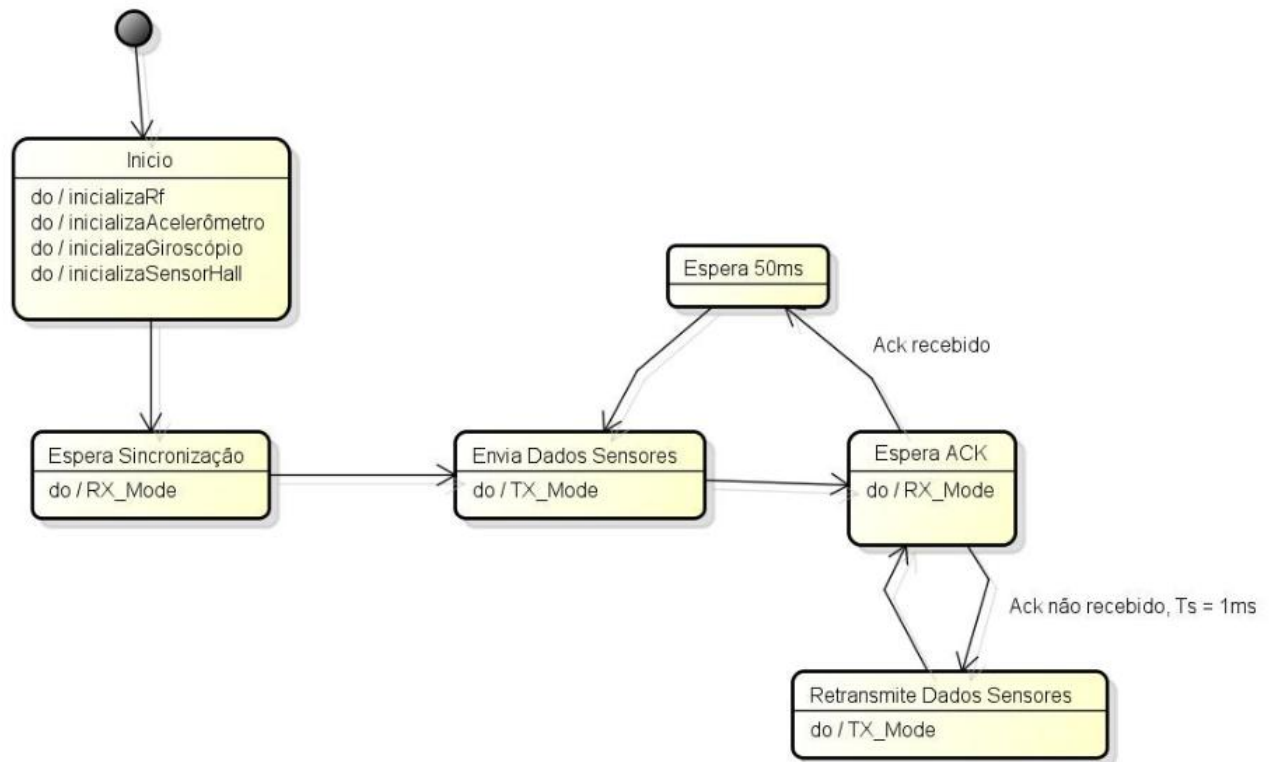 Inicio
do / inicializaRf
do / inicializaAcelerômetro
do / inicializaGiroscópio
do / inicializaSensorHall
Espera 50ms
Ack recebido
Espera Sincronização
do / RX_Mode
Envia Dados Sensores
do / TX_Mode
Espera ACK
do / RX_Mode
Ack não recebido, Ts = 1ms
Retransmite Dados Sensores
do / TX_Mode